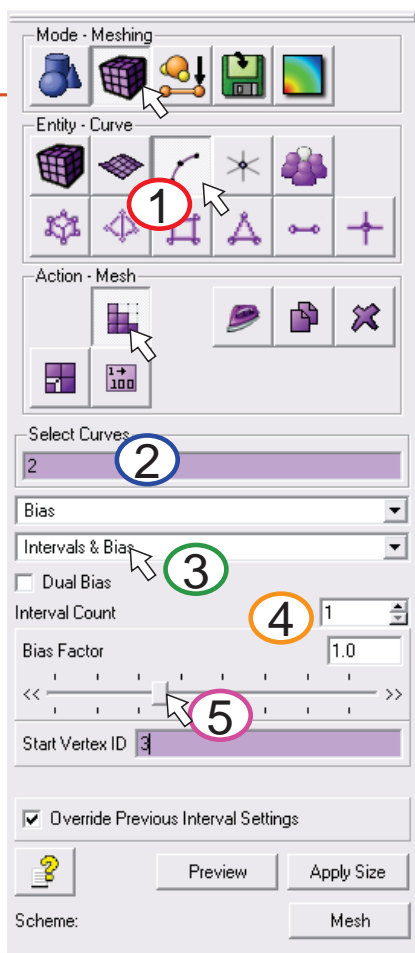 Mode - Meshing
Entity - Curve
1
Action - Mesh
1→
100
Select Curves
2
2
Bias
Intervals & Bias
3
Dual Bias
Interval Count
4
1
Bias Factor
1.0
<< >>
5
Start Vertex ID 3
Override Previous Interval Settings
?
Preview
Apply Size
Scheme:
Mesh